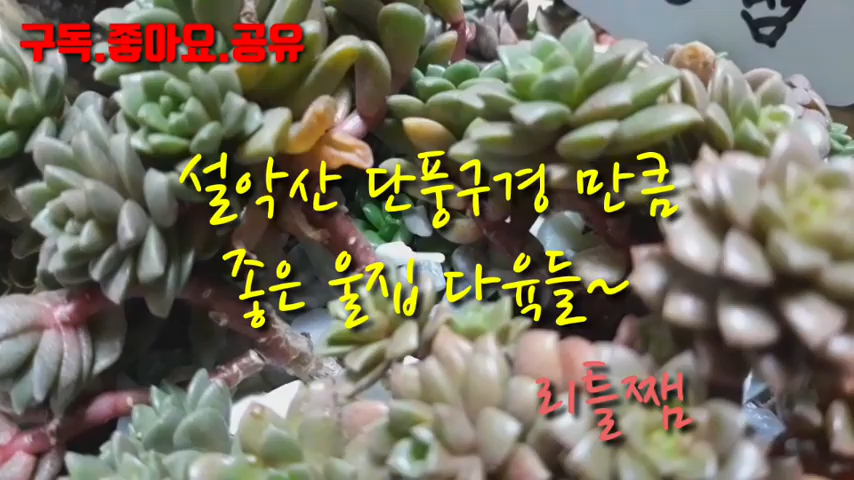 구독.좋아요.공유
설악산 단풍구경 만큼
좋은 울집 다육들~
리틀쨈